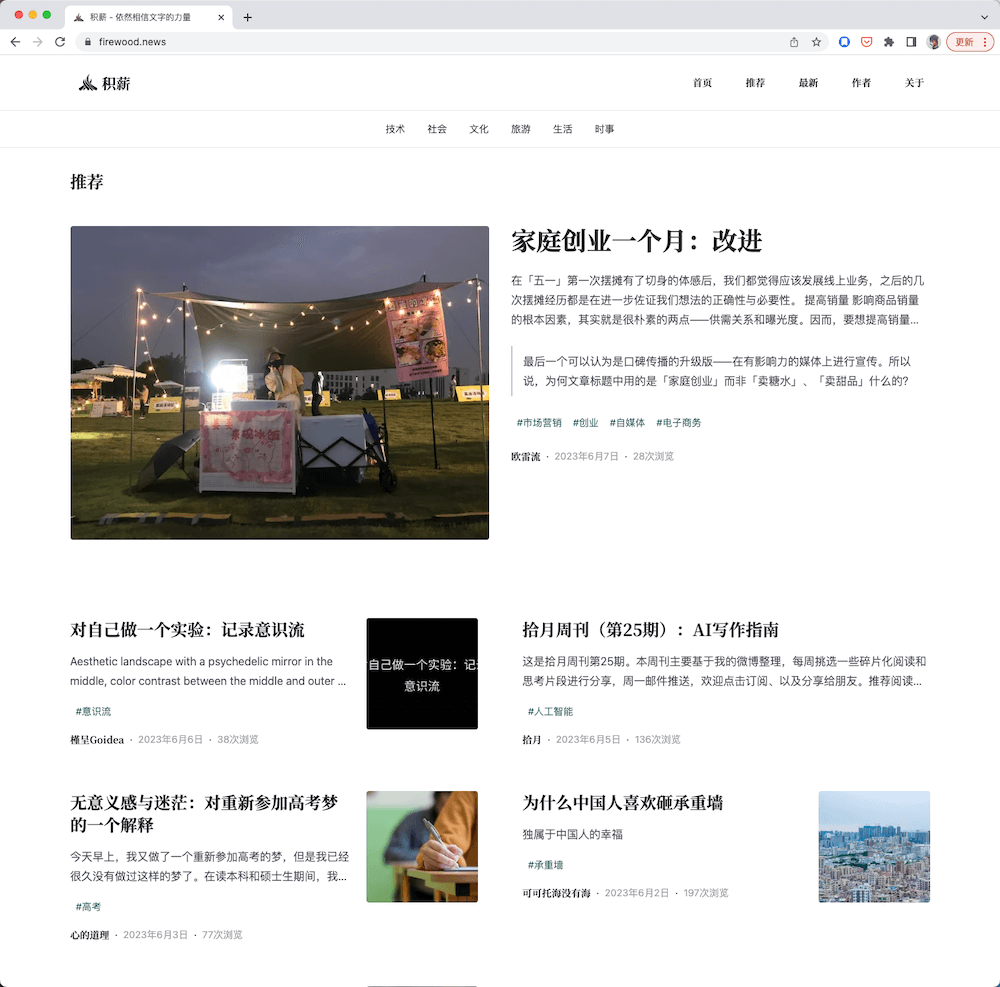 积薪 - 依然相信文字的力量
firewood.news
更新
积薪
首页 推荐 最新 作者 关于
技术 社会 文化 旅游 生活 时事
推荐
家庭创业一个月：改进
在「五一」第一次摆摊有了切身的体感后，我们都觉得应该发展线上业务，之后的几
次摆摊经历都是在进一步佐证我们想法的正确性与必要性。 提高销量 影响商品销量
的根本因素，其实就是很朴素的两点——供需关系和曝光度。因而，要想提高销量...
最后一个可以认为是口碑传播的升级版——在有影响力的媒体上进行宣传。所以
说，为何文章标题中用的是「家庭创业」而非「卖糖水」、「卖甜品」什么的？
#市场营销 #创业 #自媒体 #电子商务
欧雷流 · 2023年6月7日 · 28次浏览
对自己做一个实验：记录意识流
Aesthetic landscape with a psychedelic mirror in the
middle, color contrast between the middle and outer ...
#意识流
槿呈Goidea · 2023年6月6日 · 38次浏览
自己做一个实验：记
意识流
拾月周刊（第25期）：AI写作指南
这是拾月周刊第25期。本周刊主要基于我的微博整理，每周挑选一些碎片化阅读和
思考片段进行分享，周一邮件推送，欢迎点击订阅、以及分享给朋友。推荐阅读...
#人工智能
拾月 · 2023年6月5日 · 136次浏览
无意义感与迷茫：对重新参加高考梦
的一个解释
今天早上，我又做了一个重新参加高考的梦，但是我已经
很久没有做过这样的梦了。在读本科和硕士生期间，我...
#高考
心的道理 · 2023年6月3日 · 77次浏览
为什么中国人喜欢砸承重墙
独属于中国人的幸福
#承重墙
可可托海没有海 · 2023年6月2日 · 197次浏览